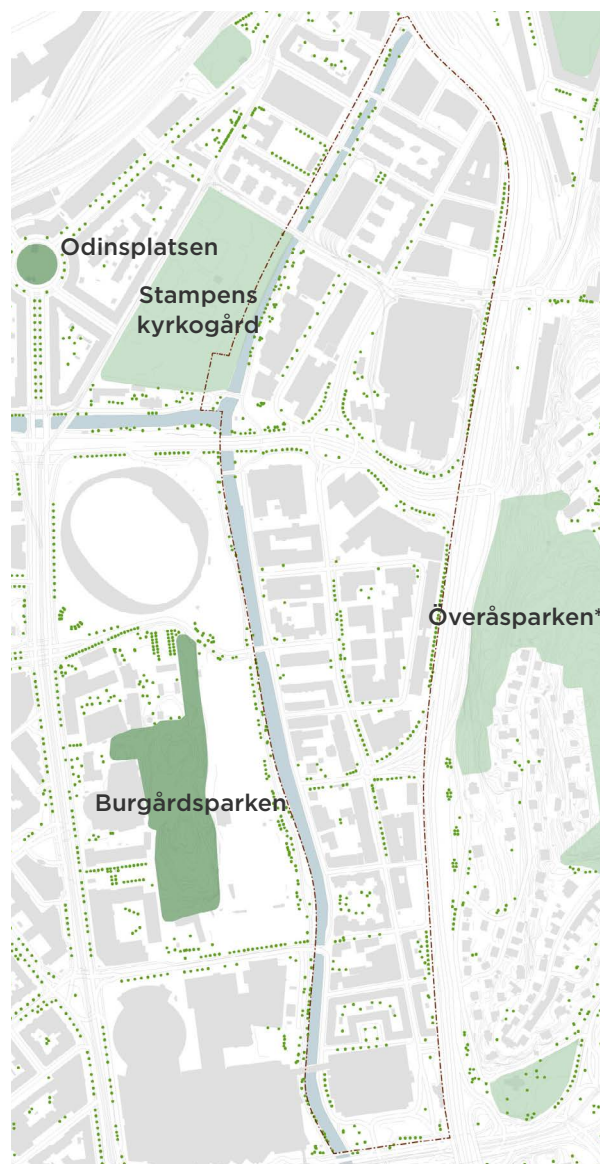 Odinsplatsen
Stampens
kyrkogård
Överåsparken*
Burgårdsparken